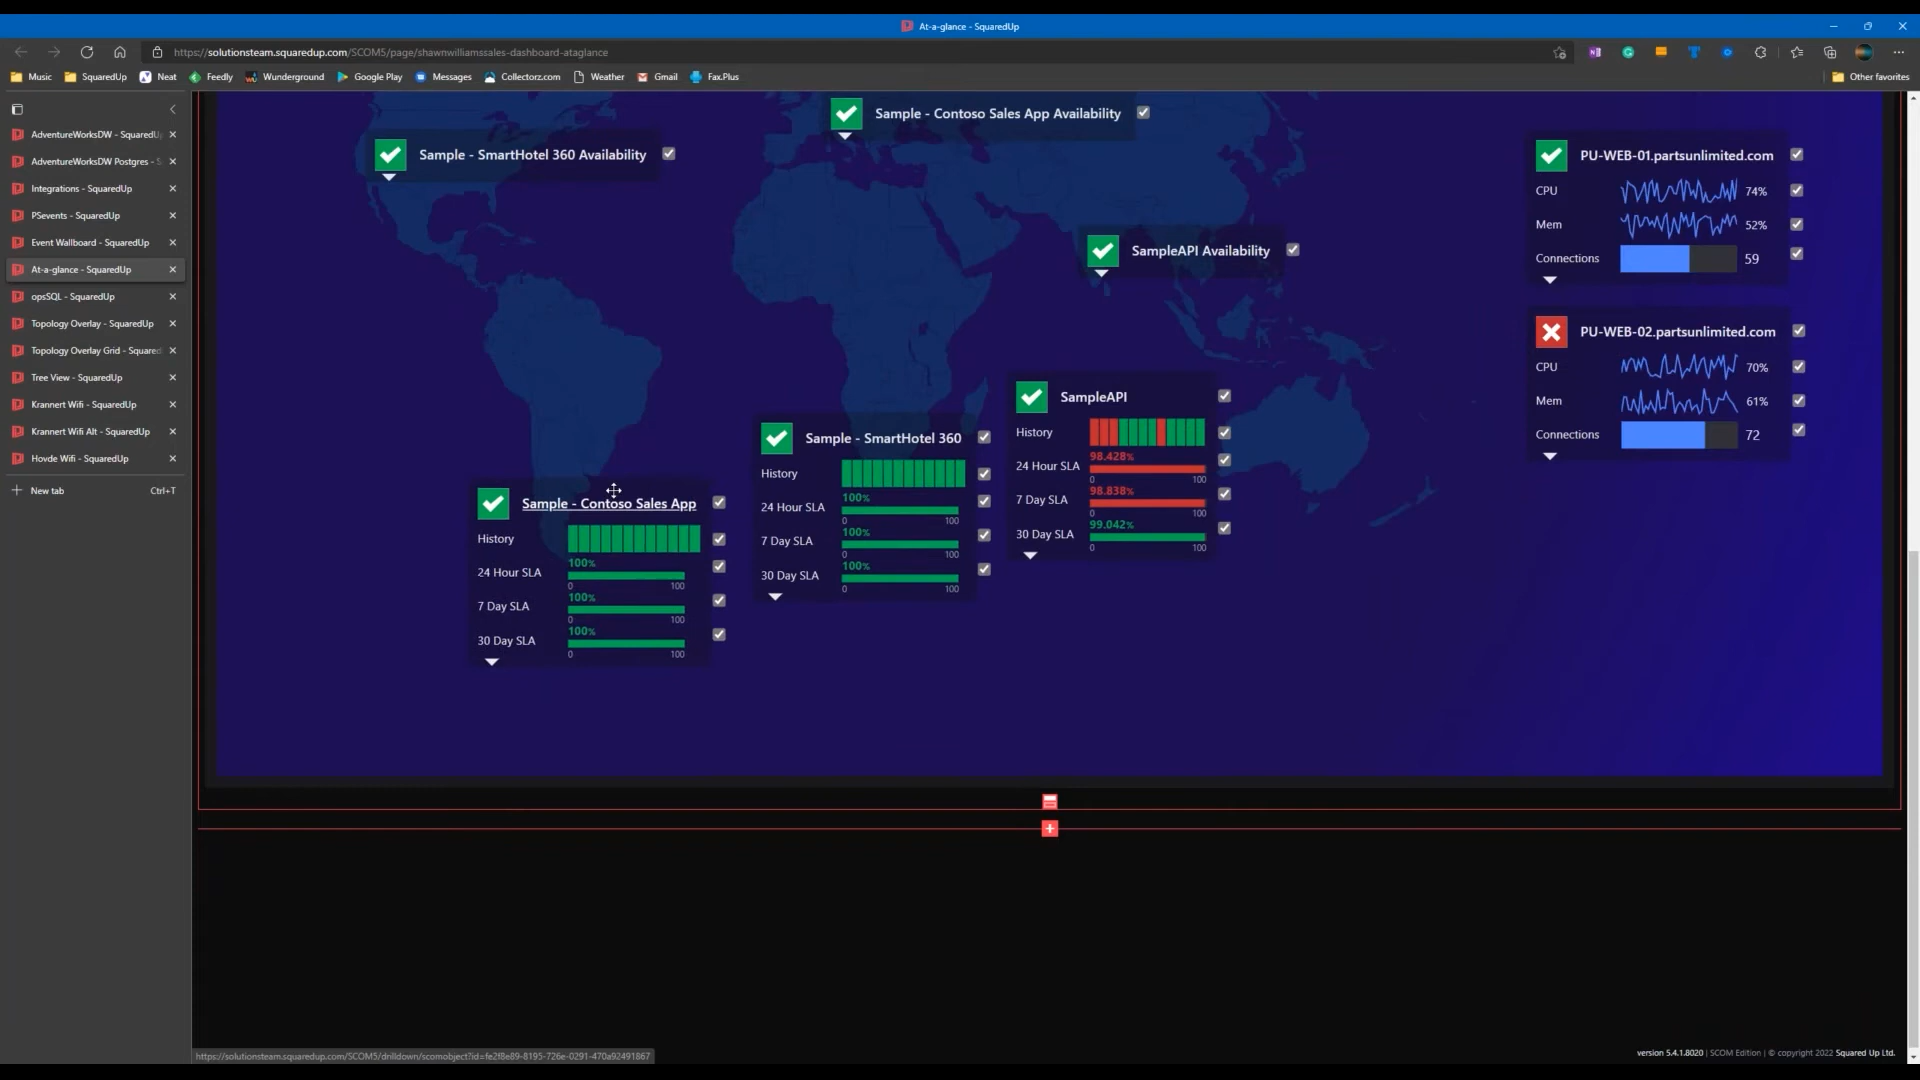 At-a-glance - SquaredUp
https://solutionsteam.squaredup.com/SCOM5/page/shawnwilliamssales-dashboard-ataglance
Music
SquaredUp
Neat
Feedly
Wunderground
Google Play
Messages
Collectorz.com
Weather
Gmail
Fax.Plus
Other favorites
AdventureWorksDW - SquaredU
AdventureWorksDW Postgres - S
Integrations - SquaredUp
PSevents - SquaredUp
Event Wallboard - SquaredUp
At-a-glance - SquaredUp
opsSQL - SquaredUp
Topology Overlay - SquaredUp
Topology Overlay Grid - Squared
Tree View - SquaredUp
Krannert Wifi - SquaredUp
Krannert Wifi Alt - SquaredUp
Hovde Wifi - SquaredUp
New tab Ctrl+T
Sample - Contoso Sales App Availability
Sample - SmartHotel 360 Availability
SampleAPI Availability
PU-WEB-01.partsunlimited.com
CPU 74%
Mem 52%
Connections 59
PU-WEB-02.partsunlimited.com
CPU 70%
Mem 61%
Connections 72
SampleAPI
History
98.428%
24 Hour SLA
0 100
98.838%
7 Day SLA
0 100
99.042%
30 Day SLA
0 100
Sample - SmartHotel 360
History
100%
24 Hour SLA
0 100
100%
7 Day SLA
0 100
100%
30 Day SLA
0 100
Sample - Contoso Sales App
History
100%
24 Hour SLA
0 100
100%
7 Day SLA
0 100
100%
30 Day SLA
0 100
https://solutionsteam.squaredup.com/SCOM5/drilldown/scomobject?id=fe2f8e89-8195-726e-0291-470a92491867
version 5.4.1.8020 | SCOM Edition | © copyright 2022 Squared Up Ltd.